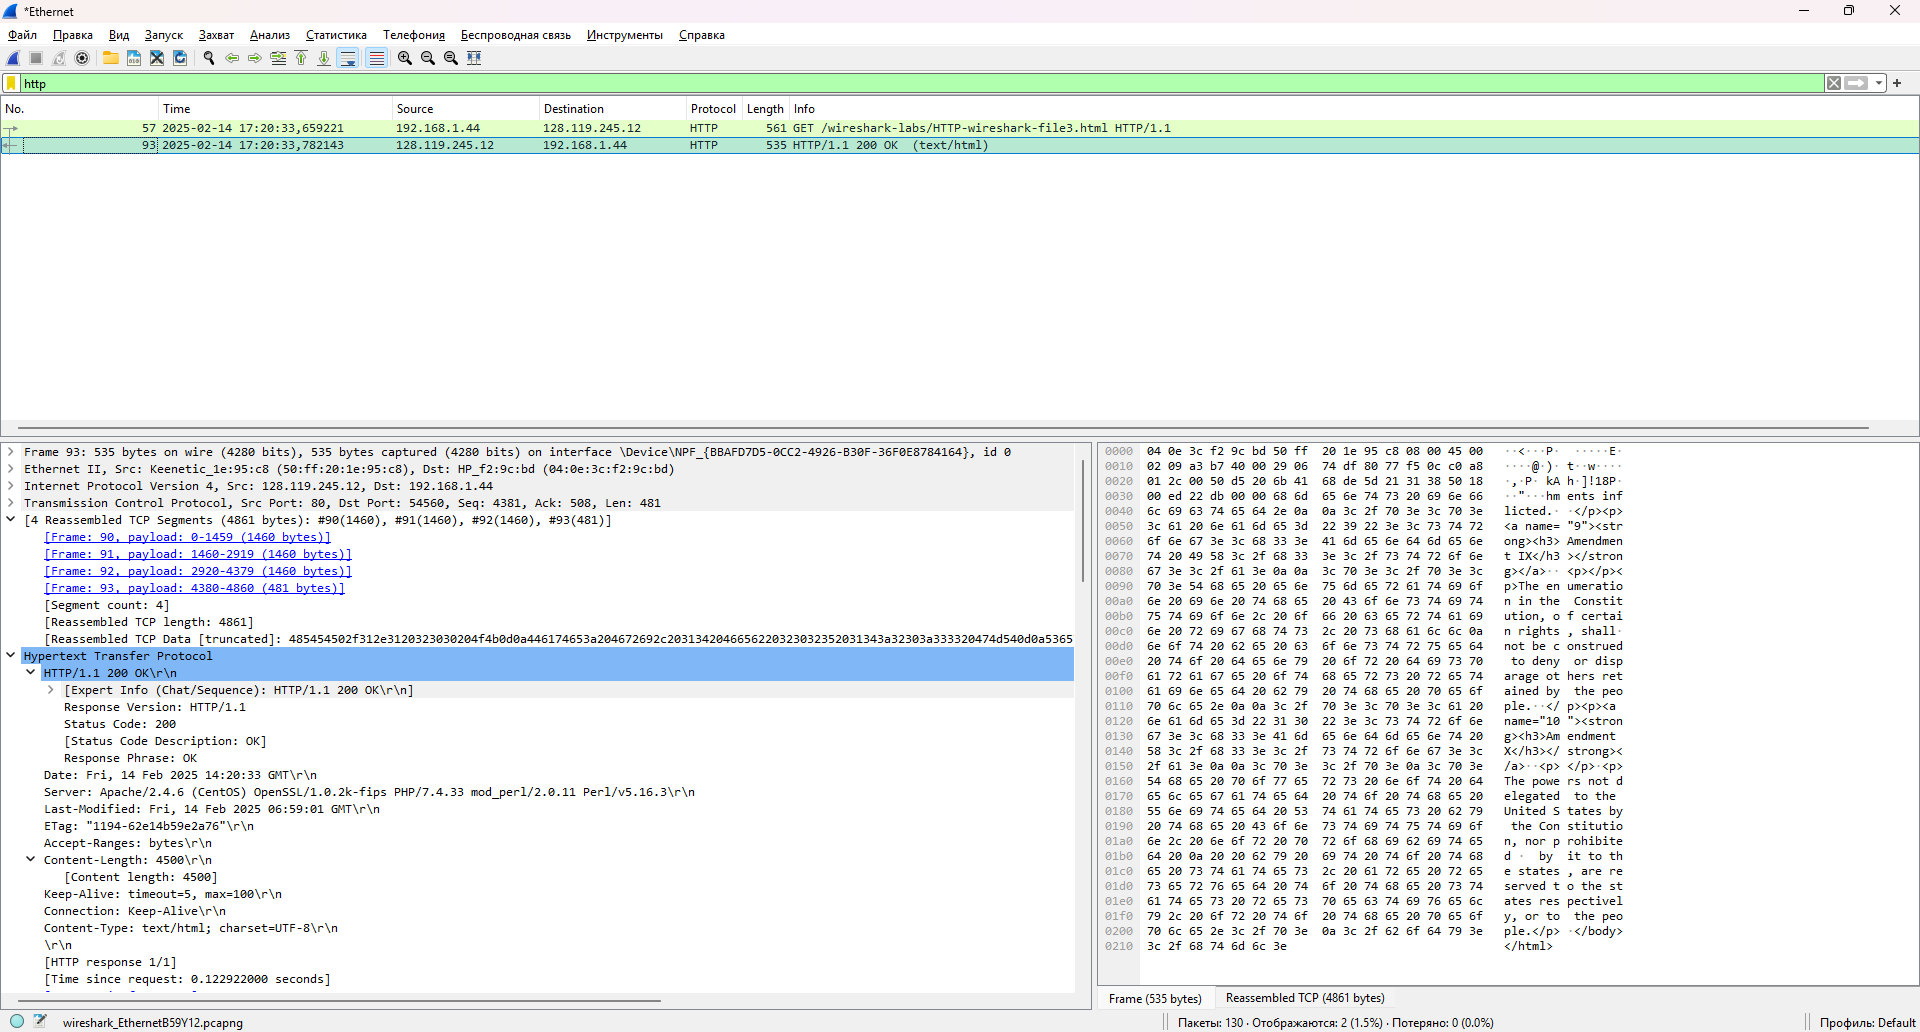 *Ethernet
Файл Правка Вид Запуск Захват Анализ Статистика Телефония Беспроводная связь Инструменты Справка
http
No. Time Source Destination Protocol Length Info
57 2025-02-14 17:20:33,659221 192.168.1.44 128.119.245.12 HTTP 561 GET /wireshark-labs/HTTP-wireshark-file3.html HTTP/1.1
93 2025-02-14 17:20:33,782143 128.119.245.12 192.168.1.44 HTTP 535 HTTP/1.1 200 OK (text/html)
Frame 93: 535 bytes on wire (4280 bits), 535 bytes captured (4280 bits) on interface \Device\NPF_{BBAFD7D5-0CC2-4926-B30F-36F0E8784164}, id 0
Ethernet II, Src: Keenetic_1e:95:c8 (50:ff:20:1e:95:c8), Dst: HP_f2:9c:bd (04:0e:3c:f2:9c:bd)
Internet Protocol Version 4, Src: 128.119.245.12, Dst: 192.168.1.44
Transmission Control Protocol, Src Port: 80, Dst Port: 54560, Seq: 4381, Ack: 508, Len: 481
[4 Reassembled TCP Segments (4861 bytes): #90(1460), #91(1460), #92(1460), #93(481)]
[Frame: 90, payload: 0-1459 (1460 bytes)]
[Frame: 91, payload: 1460-2919 (1460 bytes)]
[Frame: 92, payload: 2920-4379 (1460 bytes)]
[Frame: 93, payload: 4380-4860 (481 bytes)]
[Segment count: 4]
[Reassembled TCP length: 4861]
[Reassembled TCP Data [truncated]: 485454502f312e3120323030204f4b0d0a446174653a204672692c20313420466562203230323520​31343a32303a333320474d540d0a5365
Hypertext Transfer Protocol
HTTP/1.1 200 OK\r\n
[Expert Info (Chat/Sequence): HTTP/1.1 200 OK\r\n]
Response Version: HTTP/1.1
Status Code: 200
[Status Code Description: OK]
Response Phrase: OK
Date: Fri, 14 Feb 2025 14:20:33 GMT\r\n
Server: Apache/2.4.6 (CentOS) OpenSSL/1.0.2k-fips PHP/7.4.33 mod_perl/2.0.11 Perl/v5.16.3\r\n
Last-Modified: Fri, 14 Feb 2025 06:59:01 GMT\r\n
ETag: "1194-62e14b59e2a76"\r\n
Accept-Ranges: bytes\r\n
Content-Length: 4500\r\n
[Content length: 4500]
Keep-Alive: timeout=5, max=100\r\n
Connection: Keep-Alive\r\n
Content-Type: text/html; charset=UTF-8\r\n
\r\n
[HTTP response 1/1]
[Time since request: 0.122922000 seconds]
0000 04 0e 3c f2 9c bd 50 ff 20 1e 95 c8 08 00 45 00 ··<···P· ·····E·
0010 02 09 a3 b7 40 00 29 06 74 df 80 77 f5 0c c0 a8 ····@·)· t··w····
0020 01 2c 00 50 d5 20 6b 41 68 de 5d 21 31 38 50 18 ·,·P· kA h·]!18P·
0030 00 ed 22 db 00 00 68 6d 65 6e 74 73 20 69 6e 66 ··"···hm ents inf
0040 6c 69 63 74 65 64 2e 0a 0a 3c 2f 70 3e 3c 70 3e licted.· ·</p><p>
0050 3c 61 20 6e 61 6d 65 3d 22 39 22 3e 3c 73 74 72 <a name= "9"><str
0060 6f 6e 67 3e 3c 68 33 3e 41 6d 65 6e 64 6d 65 6e ong><h3> Amendmen
0070 74 20 49 58 3c 2f 68 33 3e 3c 2f 73 74 72 6f 6e t IX</h3 ></stron
0080 67 3e 3c 2f 61 3e 0a 0a 3c 70 3e 3c 2f 70 3e 3c g></a>·· <p></p><
0090 70 3e 54 68 65 20 65 6e 75 6d 65 72 61 74 69 6f p>The en umeratio
00a0 6e 20 69 6e 20 74 68 65 20 43 6f 6e 73 74 69 74 n in the Constit
00b0 75 74 69 6f 6e 2c 20 6f 66 20 63 65 72 74 61 69 ution, o f certai
00c0 6e 20 72 69 67 68 74 73 2c 20 73 68 61 6c 6c 0a n rights , shall·
00d0 6e 6f 74 20 62 65 20 63 6f 6e 73 74 72 75 65 64 not be c onstrued
00e0 20 74 6f 20 64 65 6e 79 20 6f 72 20 64 69 73 70 to deny or disp
00f0 61 72 61 67 65 20 6f 74 68 65 72 73 20 72 65 74 arage ot hers ret
0100 61 69 6e 65 64 20 62 79 20 74 68 65 20 70 65 6f ained by the peo
0110 70 6c 65 2e 0a 0a 3c 2f 70 3e 3c 70 3e 3c 61 20 ple.··</ p><p><a
0120 6e 61 6d 65 3d 22 31 30 22 3e 3c 73 74 72 6f 6e name="10 "><stron
0130 67 3e 3c 68 33 3e 41 6d 65 6e 64 6d 65 6e 74 20 g><h3>Am endment
0140 58 3c 2f 68 33 3e 3c 2f 73 74 72 6f 6e 67 3e 3c X</h3></ strong><
0150 2f 61 3e 0a 0a 3c 70 3e 3c 2f 70 3e 0a 3c 70 3e /a>··<p> </p>·<p>
0160 54 68 65 20 70 6f 77 65 72 73 20 6e 6f 74 20 64 The powe rs not d
0170 65 6c 65 67 61 74 65 64 20 74 6f 20 74 68 65 20 elegated to the
0180 55 6e 69 74 65 64 20 53 74 61 74 65 73 20 62 79 United S tates by
0190 20 74 68 65 20 43 6f 6e 73 74 69 74 75 74 69 6f the Con stitutio
01a0 6e 2c 20 6e 6f 72 20 70 72 6f 68 69 62 69 74 65 n, nor p rohibite
01b0 64 20 0a 20 20 62 79 20 69 74 20 74 6f 20 74 68 d · by it to th
01c0 65 20 73 74 61 74 65 73 2c 20 61 72 65 20 72 65 e states , are re
01d0 73 65 72 76 65 64 20 74 6f 20 74 68 65 20 73 74 served t o the st
01e0 61 74 65 73 20 72 65 73 70 65 63 74 69 76 65 6c ates res pectivel
01f0 79 2c 20 6f 72 20 74 6f 20 74 68 65 20 70 65 6f y, or to the peo
0200 70 6c 65 2e 3c 2f 70 3e 0a 3c 2f 62 6f 64 79 3e ple.</p> ·</body>
0210 3c 2f 68 74 6d 6c 3e </html>
Frame (535 bytes) Reassembled TCP (4861 bytes)
wireshark_EthernetB59Y12.pcapng
Пакеты: 130 · Отображаются: 2 (1.5%) · Потеряно: 0 (0.0%)
Профиль: Default